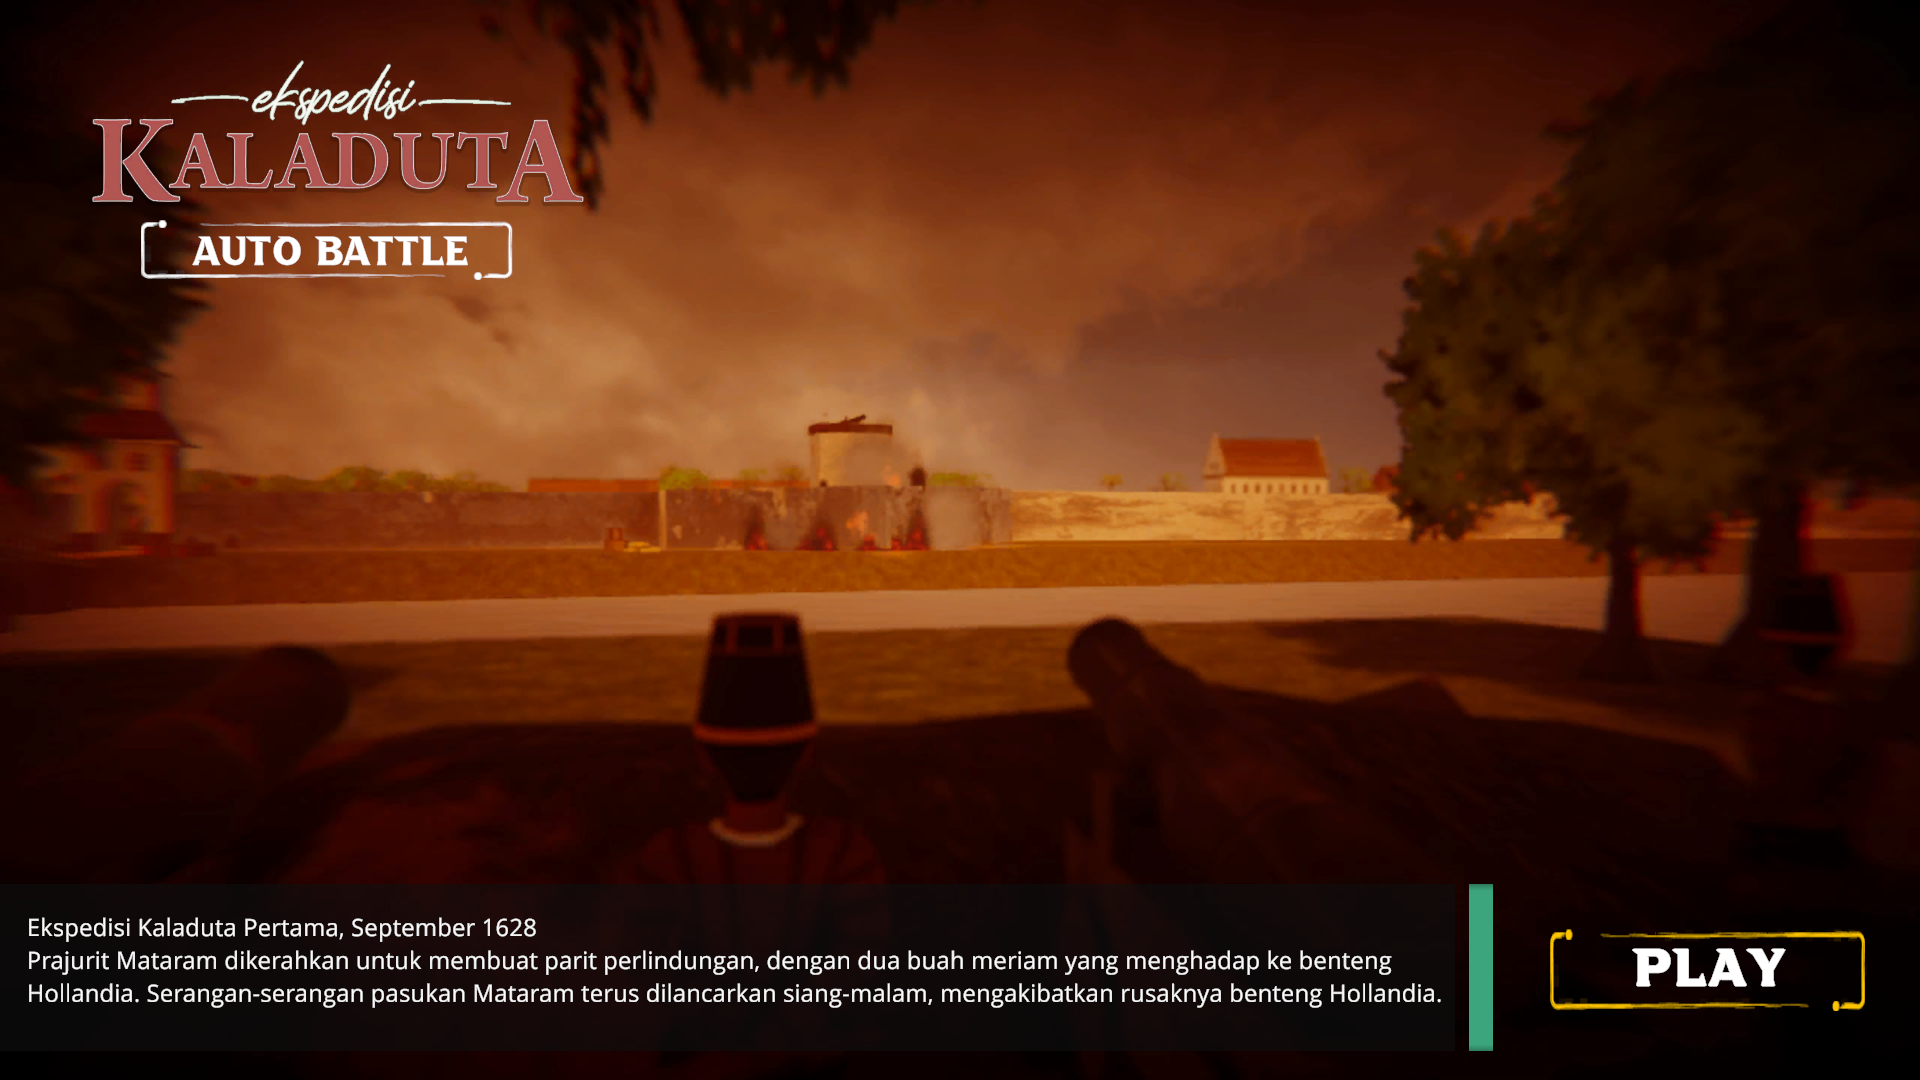 ekspedisi
KALADUTA
AUTO BATTLE
Ekspedisi Kaladuta Pertama, September 1628
Prajurit Mataram dikerahkan untuk membuat parit perlindungan, dengan dua buah meriam yang menghadap ke benteng
Hollandia. Serangan-serangan pasukan Mataram terus dilancarkan siang-malam, mengakibatkan rusaknya benteng Hollandia.
PLAY